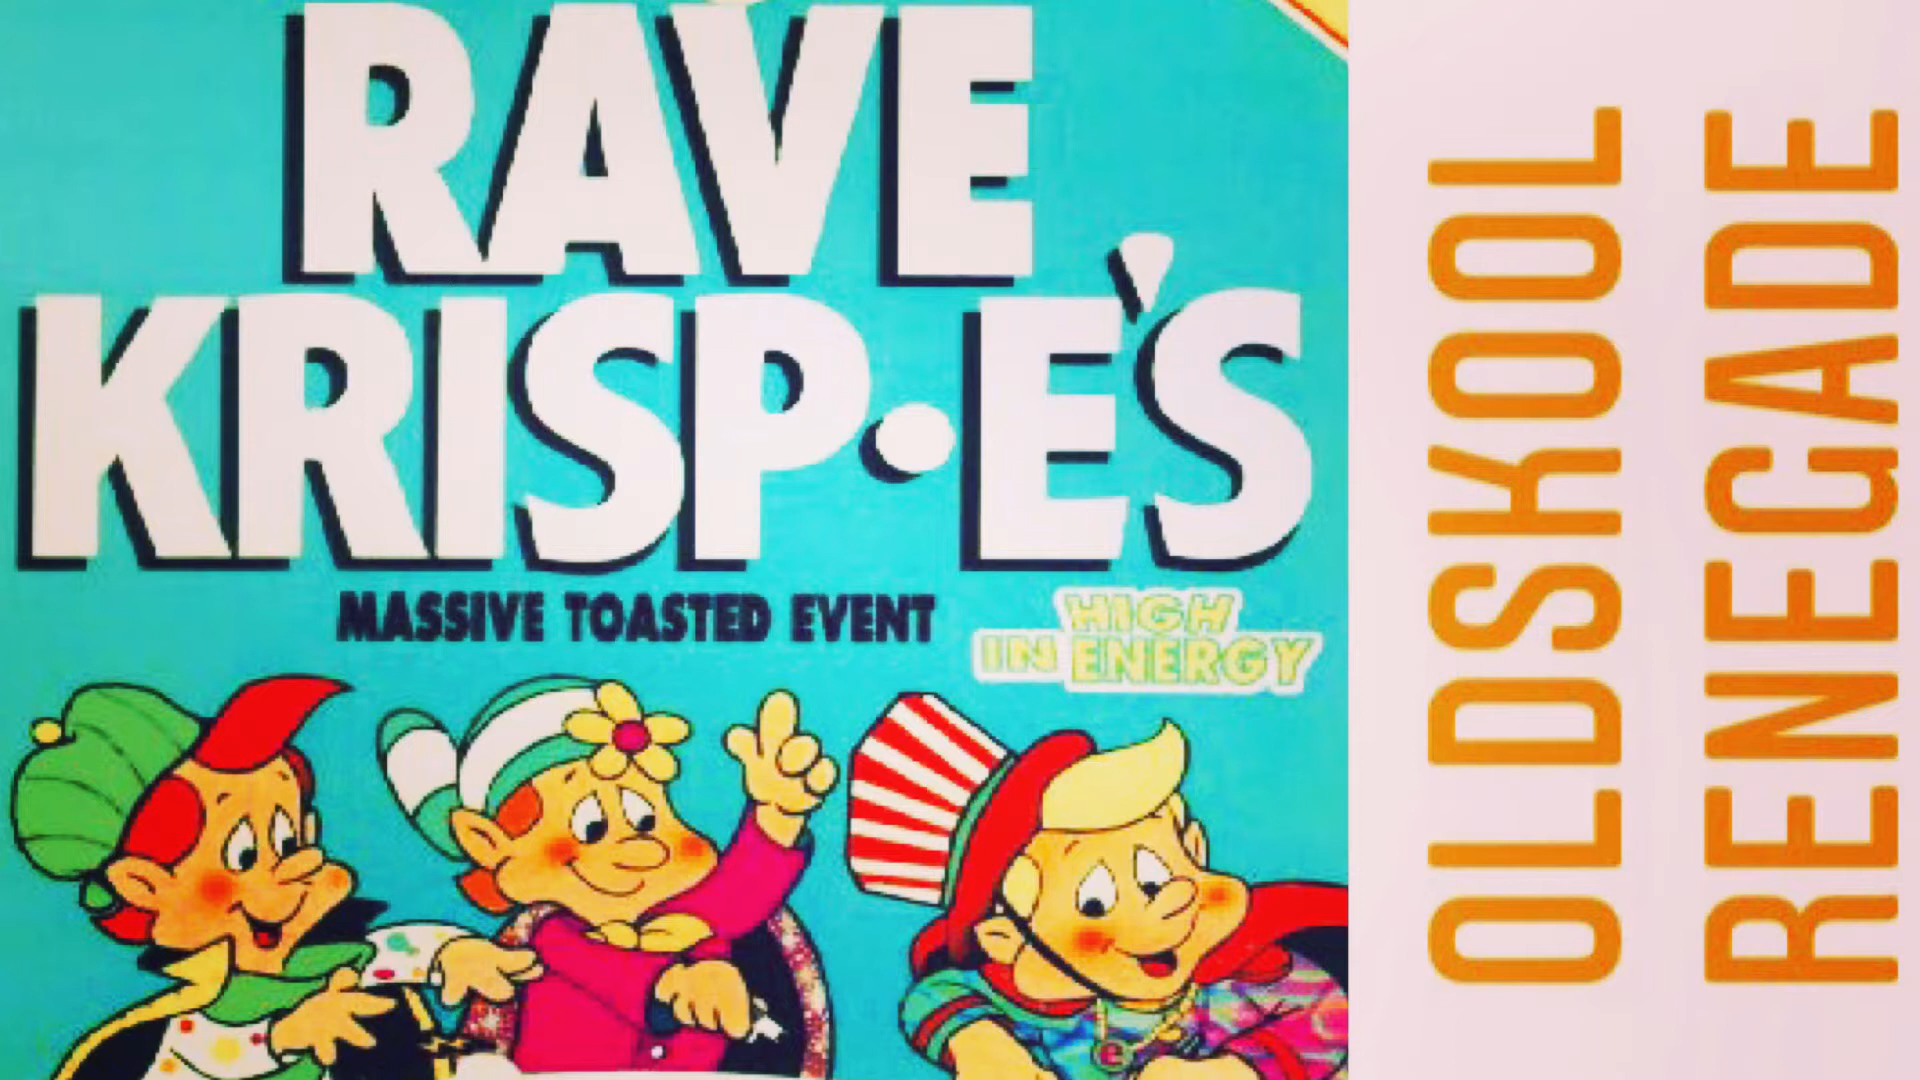 RAVE
KRISP•E'S
MASSIVE TOASTED EVENT
HIGH
IN ENERGY
e
OLDSKOOL
RENEGADE